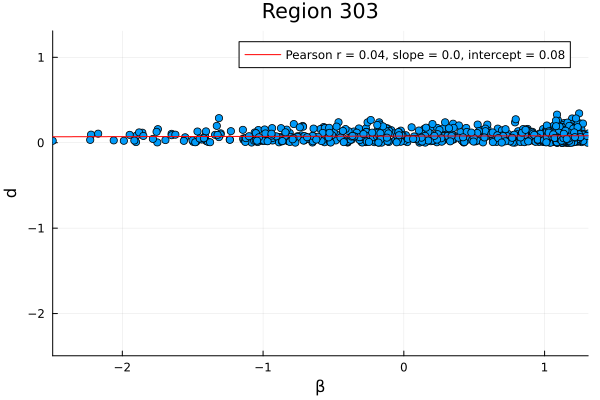 Region 303
Pearson r = 0.04, slope = 0.0, intercept = 0.08
1
0
−1
−2
d
−2
−1
0
1
β